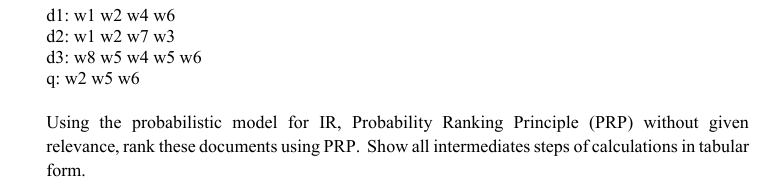 d1: w1 w2 w4 w6
d2: w1 w2 w7 w3
d3: w8 w5 w4 w5 w6
q: w2 w5 w6
Using the probabilistic model for IR, Probability Ranking Principle (PRP) without given
relevance, rank these documents using PRP. Show all intermediates steps of calculations in tabular
form.